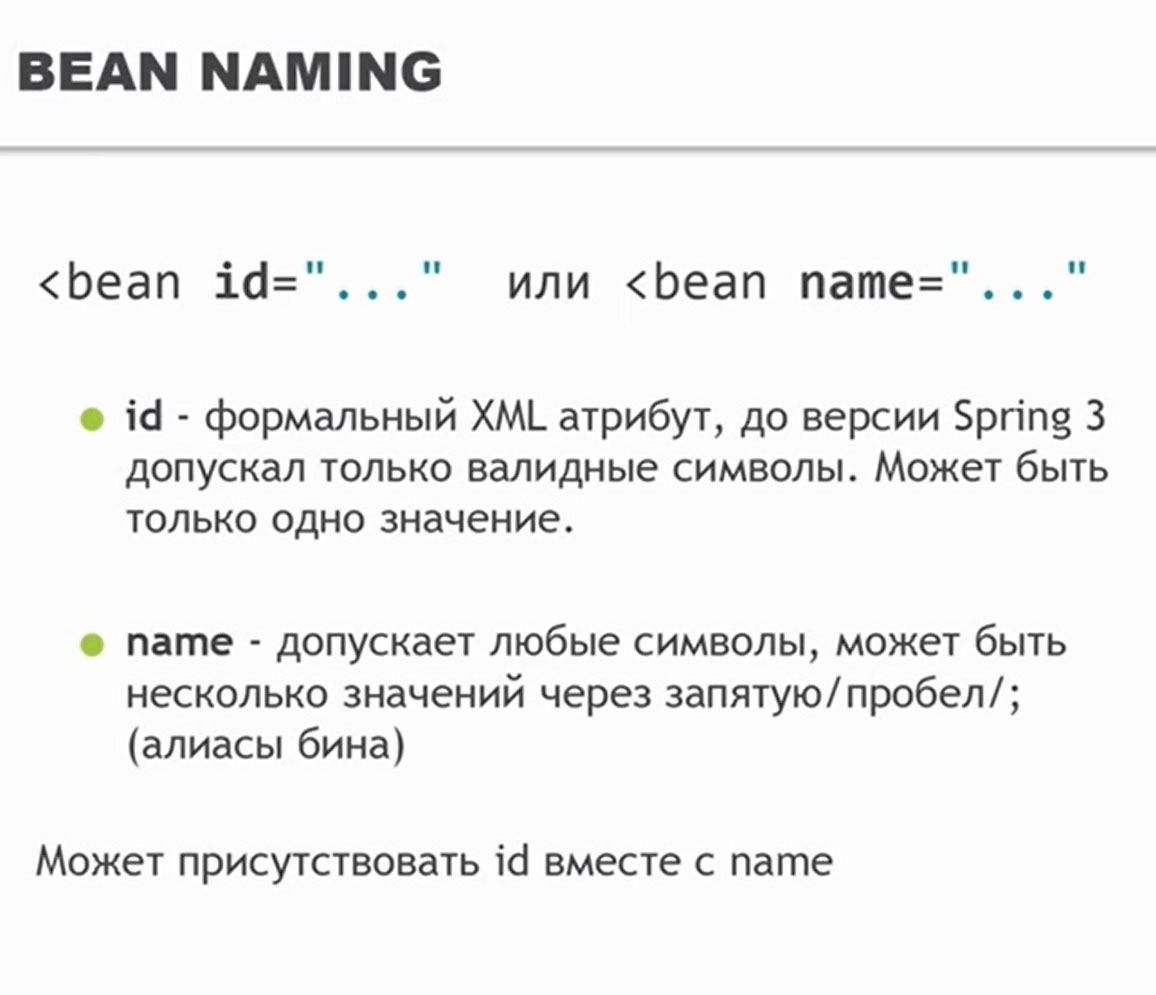 BEAN NAMING
<bean id="..." или <bean name="..."
id - формальный XML атрибут, до версии Spring 3
допускал только валидные символы. Может быть
только одно значение.
name - допускает любые символы, может быть
несколько значений через запятую/пробел/;
(алиасы бина)
Может присутствовать id вместе с name